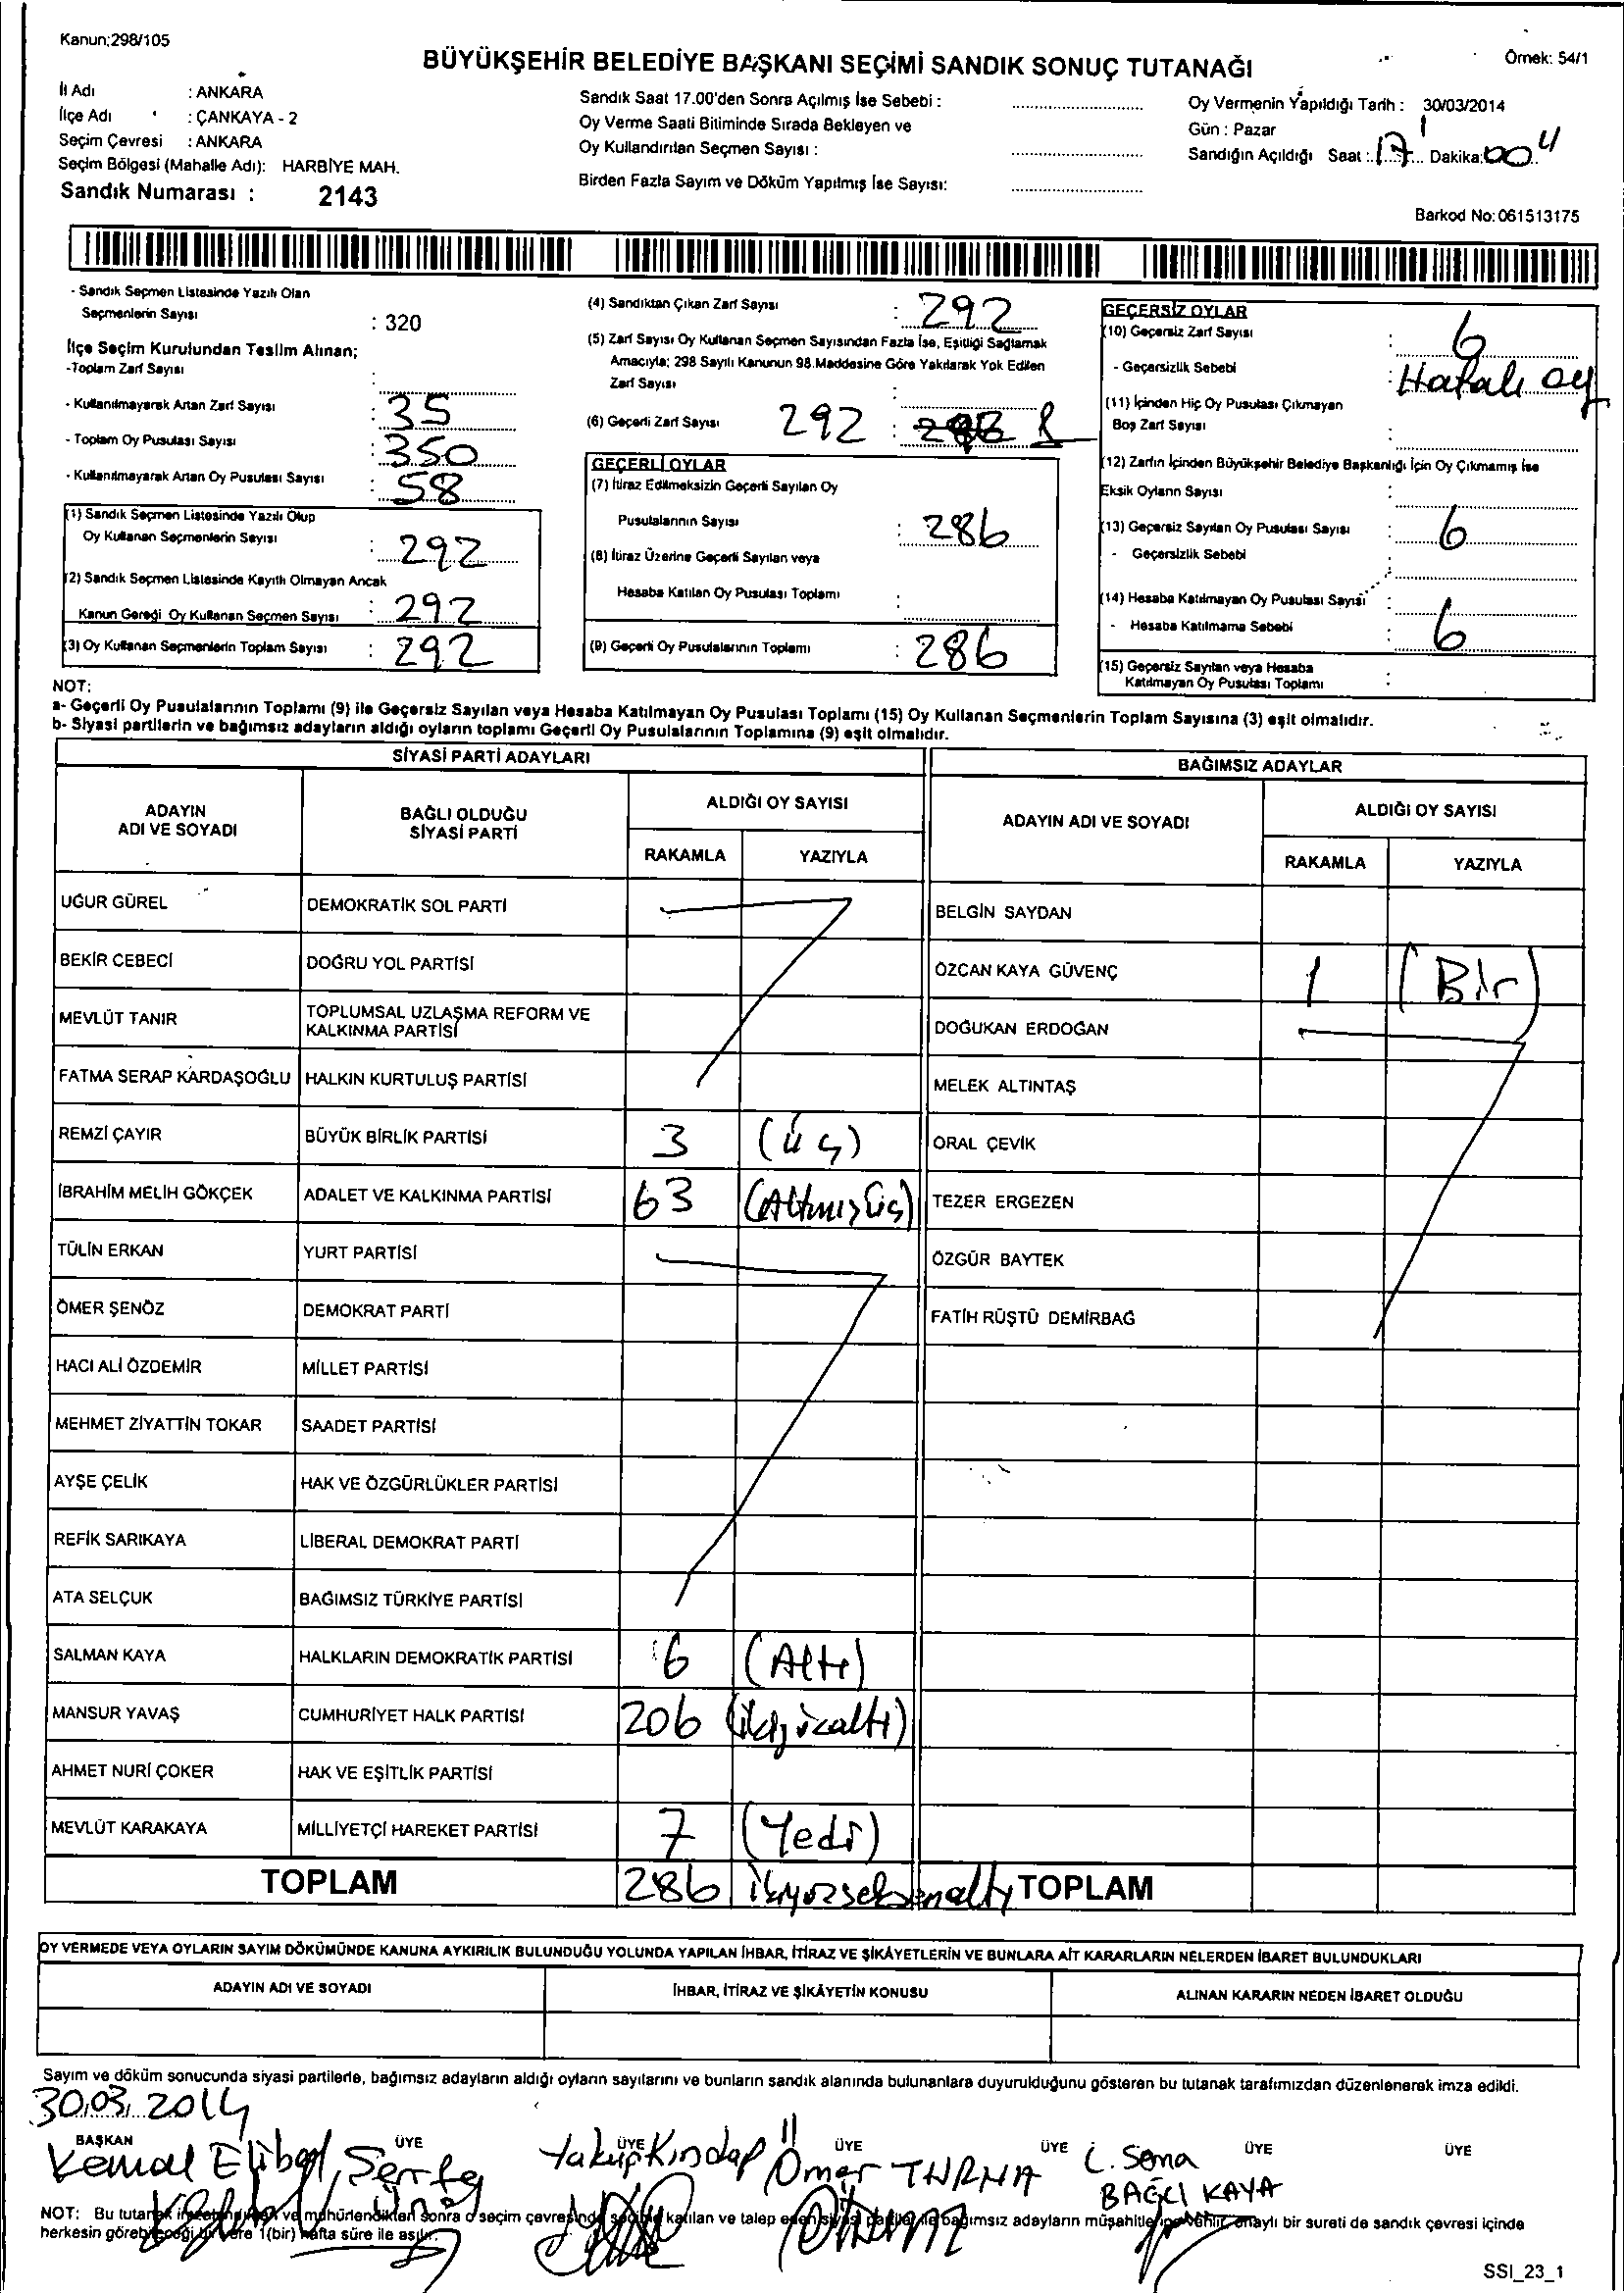 Kanun:298/105
BÜYÜKŞEHİR BELEDİYE BAŞKANI SEÇİMİ SANDIK SONUÇ TUTANAĞI
Örnek: 54/1
İl Adı : ANKARA
İlçe Adı : ÇANKAYA - 2
Seçim Çevresi : ANKARA
Seçim Bölgesi (Mahalle Adı): HARBİYE MAH.
Sandık Numarası : 2143
Sandık Saat 17.00'den Sonra Açılmış İse Sebebi :
Oy Verme Saati Bitiminde Sırada Bekleyen ve
Oy Kullandırılan Seçmen Sayısı :
Birden Fazla Sayım ve Döküm Yapılmış İse Sayısı:
Oy Vermenin Yapıldığı Tarih : 30/03/2014
Gün : Pazar
Sandığın Açıldığı Saat : 17 Dakika: 00
Barkod No: 061513175
- Sandık Seçmen Listesinde Yazılı Olan
Seçmenlerin Sayısı : 320
İlçe Seçim Kurulundan Teslim Alınan;
-Toplam Zarf Sayısı :
- Kullanılmayarak Artan Zarf Sayısı : 35
- Toplam Oy Pusulası Sayısı : 350
- Kullanılmayarak Artan Oy Pusulası Sayısı : 58
(1) Sandık Seçmen Listesinde Yazılı Olup
Oy Kullanan Seçmenlerin Sayısı : 292
(2) Sandık Seçmen Listesinde Kayıtlı Olmayan Ancak
Kanun Gereği Oy Kullanan Seçmen Sayısı : 292
(3) Oy Kullanan Seçmenlerin Toplam Sayısı : 292
(4) Sandıktan Çıkan Zarf Sayısı : 292
(5) Zarf Sayısı Oy Kullanan Seçmen Sayısından Fazla İse, Eşitliği Sağlamak
Amacıyla; 298 Sayılı Kanunun 98.Maddesine Göre Yakılarak Yok Edilen
Zarf Sayısı :
(6) Geçerli Zarf Sayısı 292 :
GEÇERLİ OYLAR
(7) İtiraz Edilmeksizin Geçerli Sayılan Oy
Pusulalarının Sayısı : 286
(8) İtiraz Üzerine Geçerli Sayılan veya
Hesaba Katılan Oy Pusulası Toplamı :
(9) Geçerli Oy Pusulalarının Toplamı : 286
GEÇERSİZ OYLAR
(10) Geçersiz Zarf Sayısı : 6
- Geçersizlik Sebebi : Hatalı oy
(11) İçinden Hiç Oy Pusulası Çıkmayan
Boş Zarf Sayısı :
(12) Zarfın İçinden Büyükşehir Belediye Başkanlığı İçin Oy Çıkmamış İse
Eksik Oyların Sayısı :
(13) Geçersiz Sayılan Oy Pusulası Sayısı : 6
- Geçersizlik Sebebi :
(14) Hesaba Katılmayan Oy Pusulası Sayısı :
- Hesaba Katılmama Sebebi : 6
(15) Geçersiz Sayılan veya Hesaba
Katılmayan Oy Pusulası Toplamı :
NOT:
a- Geçerli Oy Pusulalarının Toplamı (9) ile Geçersiz Sayılan veya Hesaba Katılmayan Oy Pusulası Toplamı (15) Oy Kullanan Seçmenlerin Toplam Sayısına (3) eşit olmalıdır.
b- Siyasi partilerin ve bağımsız adayların aldığı oyların toplamı Geçerli Oy Pusulalarının Toplamına (9) eşit olmalıdır.
SİYASİ PARTİ ADAYLARI
ADAYIN ADI VE SOYADI
BAĞLI OLDUĞU SİYASİ PARTİ
ALDIĞI OY SAYISI
RAKAMLA YAZIYLA
UĞUR GÜREL DEMOKRATİK SOL PARTİ
BEKİR CEBECİ DOĞRU YOL PARTİSİ
MEVLÜT TANIR TOPLUMSAL UZLAŞMA REFORM VE KALKINMA PARTİSİ
FATMA SERAP KARDAŞOĞLU HALKIN KURTULUŞ PARTİSİ
REMZİ ÇAYIR BÜYÜK BİRLİK PARTİSİ 3 (üç)
İBRAHİM MELİH GÖKÇEK ADALET VE KALKINMA PARTİSİ 63 (Altmış üç)
TÜLİN ERKAN YURT PARTİSİ
ÖMER ŞENÖZ DEMOKRAT PARTİ
HACI ALİ ÖZDEMİR MİLLET PARTİSİ
MEHMET ZİYATTİN TOKAR SAADET PARTİSİ
AYŞE ÇELİK HAK VE ÖZGÜRLÜKLER PARTİSİ
REFİK SARIKAYA LİBERAL DEMOKRAT PARTİ
ATA SELÇUK BAĞIMSIZ TÜRKİYE PARTİSİ
SALMAN KAYA HALKLARIN DEMOKRATİK PARTİSİ 6 (Altı)
MANSUR YAVAŞ CUMHURİYET HALK PARTİSİ 206 (ikiyüzaltı)
AHMET NURİ ÇOKER HAK VE EŞİTLİK PARTİSİ
MEVLÜT KARAKAYA MİLLİYETÇİ HAREKET PARTİSİ 7 (Yedi)
TOPLAM 286 ikiyüzseksenaltı
BAĞIMSIZ ADAYLAR
ADAYIN ADI VE SOYADI
ALDIĞI OY SAYISI
RAKAMLA YAZIYLA
BELGİN SAYDAN
ÖZCAN KAYA GÜVENÇ 1 (Bir)
DOĞUKAN ERDOĞAN
MELEK ALTINTAŞ
ORAL ÇEVİK
TEZER ERGEZEN
ÖZGÜR BAYTEK
FATİH RÜŞTÜ DEMİRBAĞ
TOPLAM
OY VERMEDE VEYA OYLARIN SAYIM DÖKÜMÜNDE KANUNA AYKIRILIK BULUNDUĞU YOLUNDA YAPILAN İHBAR, İTİRAZ VE ŞİKÂYETLERİN VE BUNLARA AİT KARARLARIN NELERDEN İBARET BULUNDUKLARI
ADAYIN ADI VE SOYADI
İHBAR, İTİRAZ VE ŞİKÂYETİN KONUSU
ALINAN KARARIN NEDEN İBARET OLDUĞU
Sayım ve döküm sonucunda siyasi partilerle, bağımsız adayların aldığı oyların sayılarını ve bunların sandık alanında bulunanlara duyurulduğunu gösteren bu tutanak tarafımızdan düzenlenerek imza edildi.
30.03.2014
BAŞKAN ÜYE ÜYE ÜYE ÜYE ÜYE ÜYE
Kemal Yakup Kındap Ömer TURNA Sona
BAĞCI KAYA
NOT: Bu tutanak ve mühürlendikten sonra o seçim çevresinde seçime katılan ve talep eden siyasi partiler ile bağımsız adayların müşahitlerine onaylı bir sureti de sandık çevresi içinde
herkesin görebileceği bir yere 1(bir) hafta süre ile asılır.
SSI_23_1